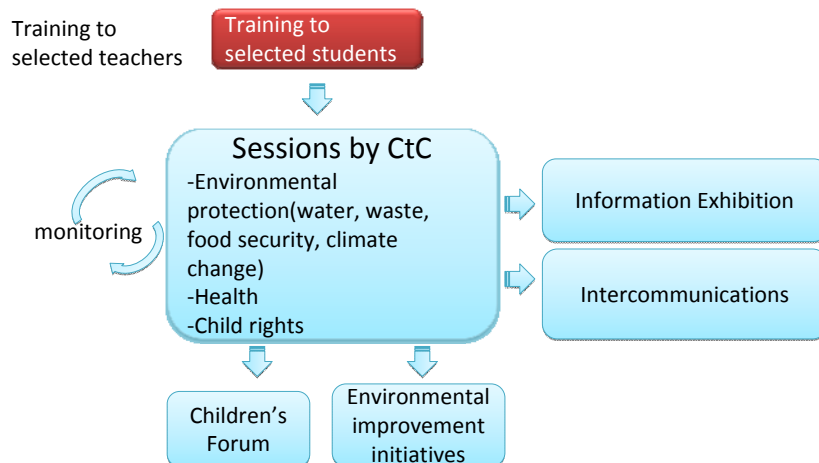 Training to
selected teachers
Training to
selected students
Sessions by CtC
-Environmental
protection(water, waste,
food security, climate
change)
-Health
-Child rights
monitoring
Information Exhibition
Intercommunications
Children’s
Forum
Environmental
improvement
initiatives